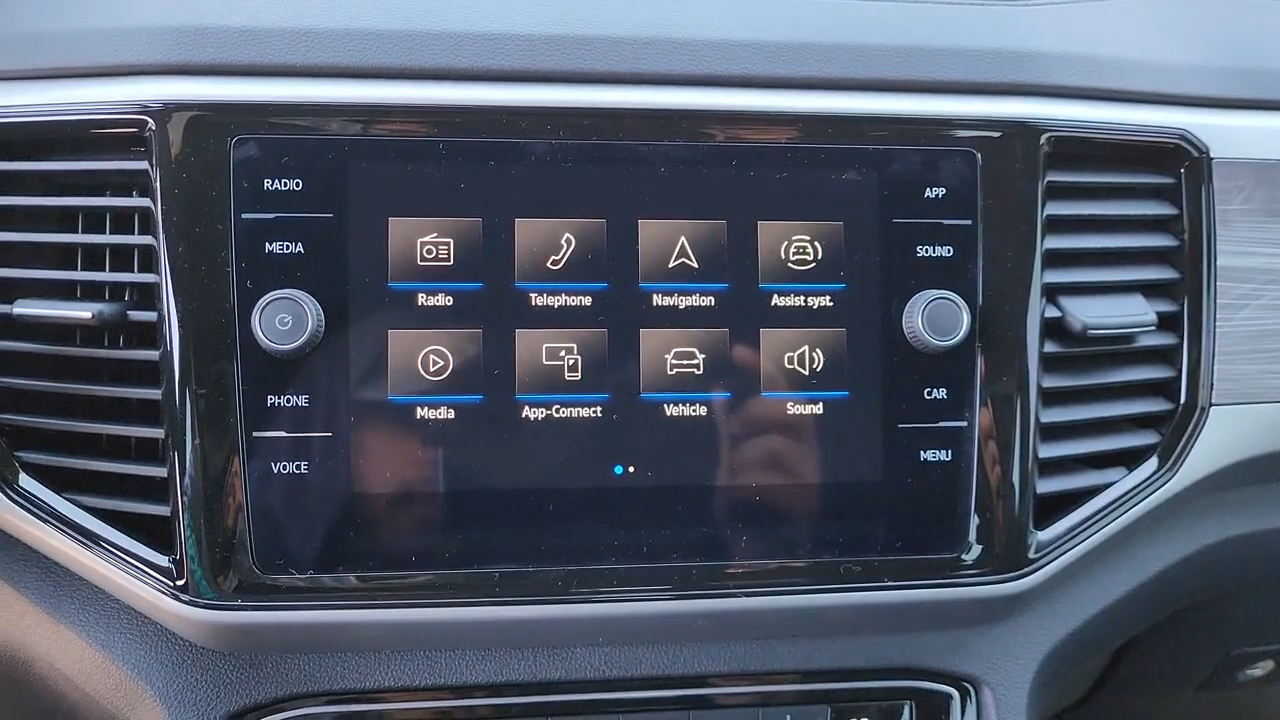 RADIO
MEDIA
PHONE
VOICE
Radio
Telephone
Navigation
Assist syst.
Media
App-Connect
Vehicle
Sound
APP
SOUND
CAR
MENU